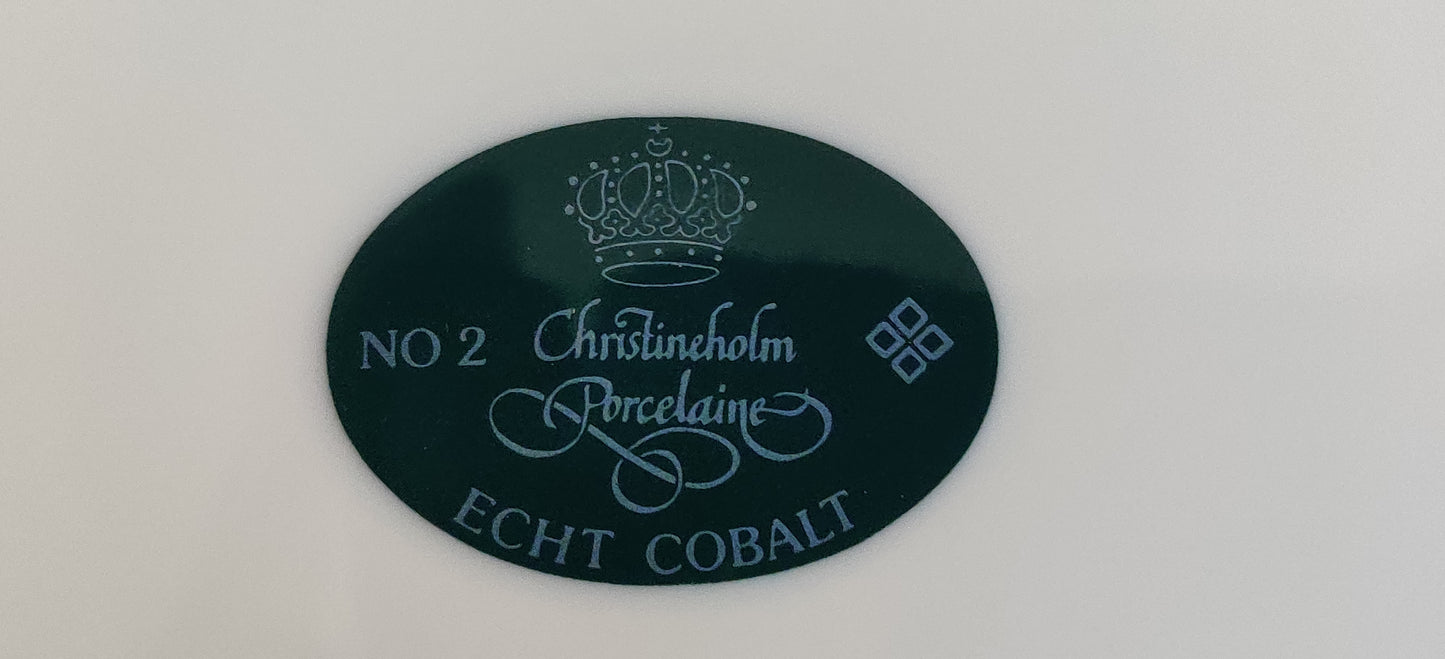 NO 2
Christineholm
Porcelaine
ECHT COBALT